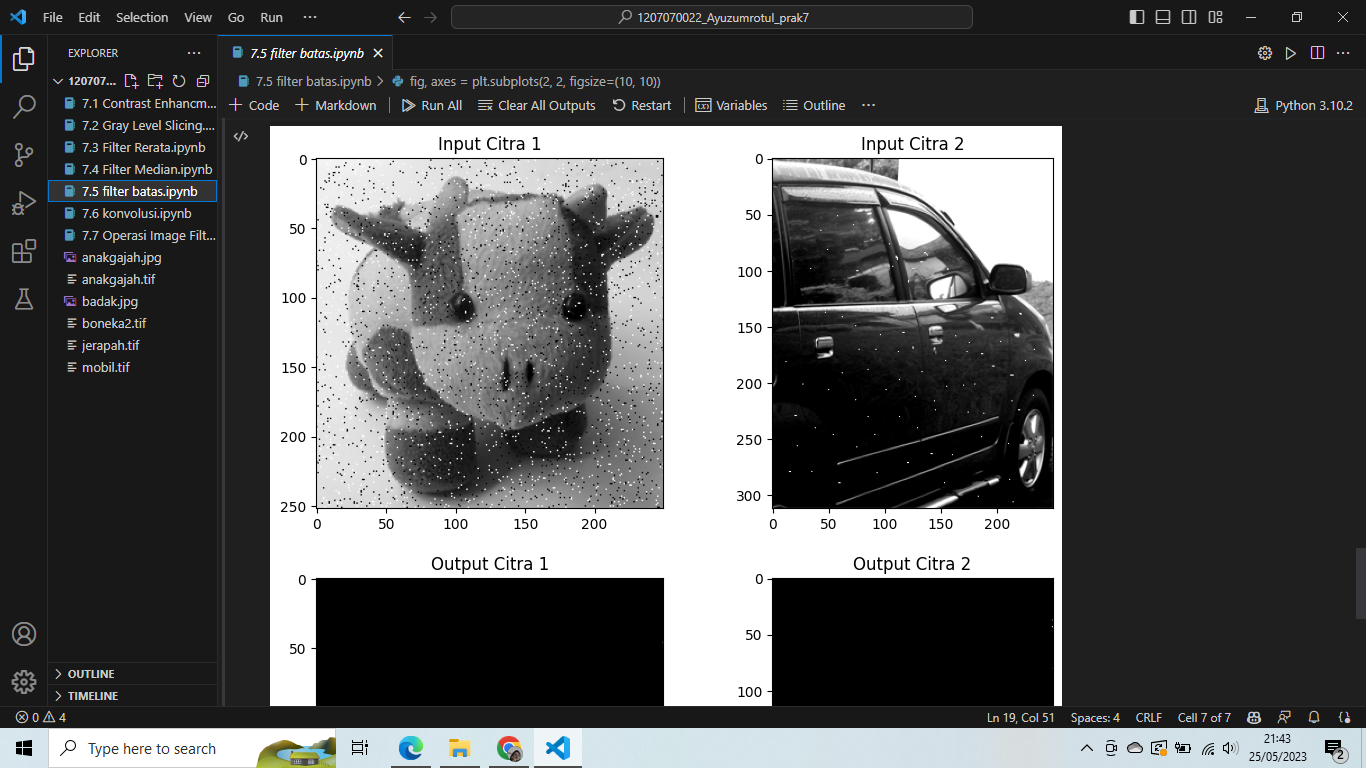 File Edit Selection View Go Run ···
1207070022_Ayuzumrotul_prak7
EXPLORER ···
120707...
7.1 Contrast Enhancm...
7.2 Gray Level Slicing....
7.3 Filter Rerata.ipynb
7.4 Filter Median.ipynb
7.5 filter batas.ipynb
7.6 konvolusi.ipynb
7.7 Operasi Image Filt...
anakgajah.jpg
anakgajah.tif
badak.jpg
boneka2.tif
jerapah.tif
mobil.tif
OUTLINE
TIMELINE
7.5 filter batas.ipynb
7.5 filter batas.ipynb > fig, axes = plt.subplots(2, 2, figsize=(10, 10))
+ Code + Markdown Run All Clear All Outputs Restart Variables Outline ··· Python 3.10.2
Input Citra 1
0
50
100
150
200
250
0 50 100 150 200
Input Citra 2
0
50
100
150
200
250
300
0 50 100 150 200
Output Citra 1
0
50
Output Citra 2
0
50
100
0 4 Ln 19, Col 51 Spaces: 4 CRLF Cell 7 of 7
Type here to search
21:43
25/05/2023
2